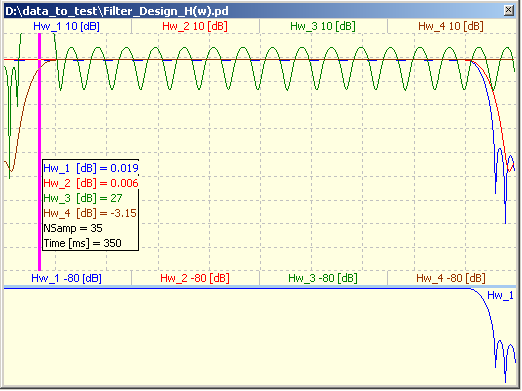 D:\data_to_test\Filter_Design_H(w).pd
Hw_1 10 [dB] Hw_2 10 [dB] Hw_3 10 [dB] Hw_4 10 [dB]
Hw_1 [dB] = 0.019
Hw_2 [dB] = 0.006
Hw_3 [dB] = 27
Hw_4 [dB] = -3.15
NSamp = 35
Time [ms] = 350
Hw_1 -80 [dB] Hw_2 -80 [dB] Hw_3 -80 [dB] Hw_4 -80 [dB]
Hw_1